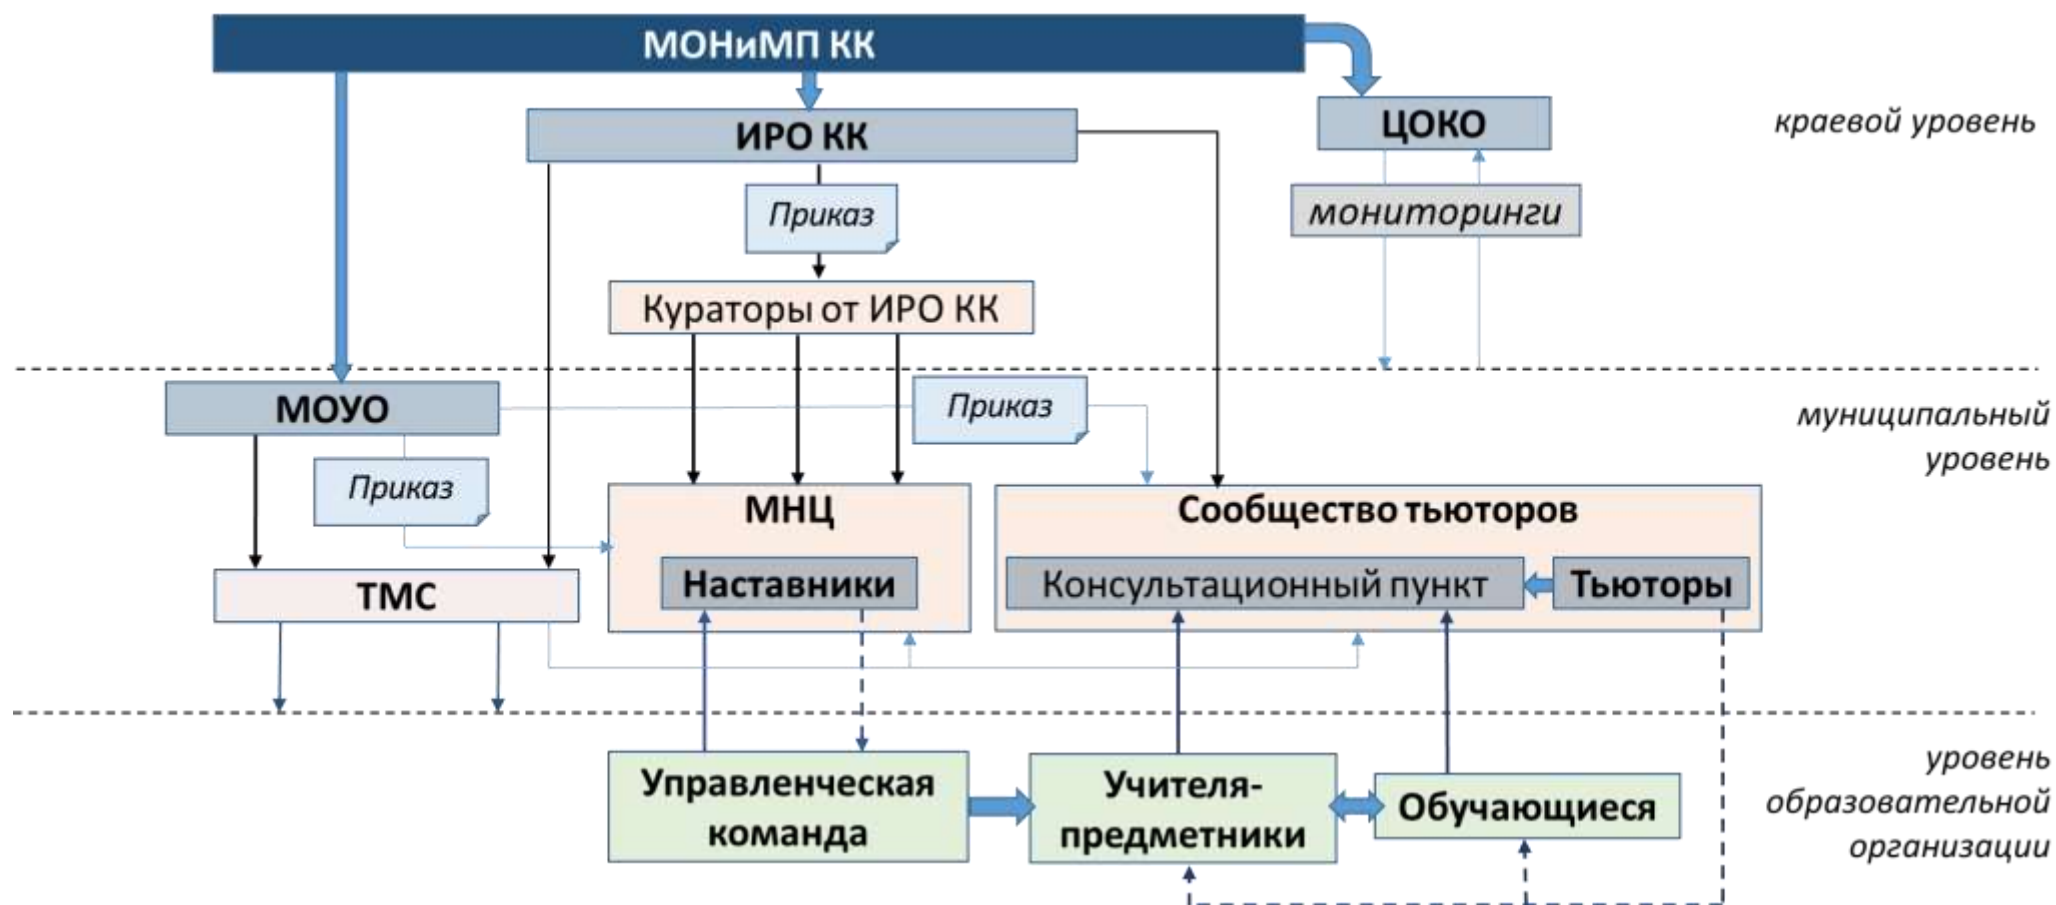 МОНиМП КК
ИРО КК
ЦОКО
краевой уровень
Приказ
мониторинги
Кураторы от ИРО КК
МОУО
Приказ
муниципальный
уровень
Приказ
МНЦ
Сообщество тьюторов
Наставники
Консультационный пункт
Тьюторы
ТМС
Управленческая
команда
Учителя-
предметники
Обучающиеся
уровень
образовательной
организации